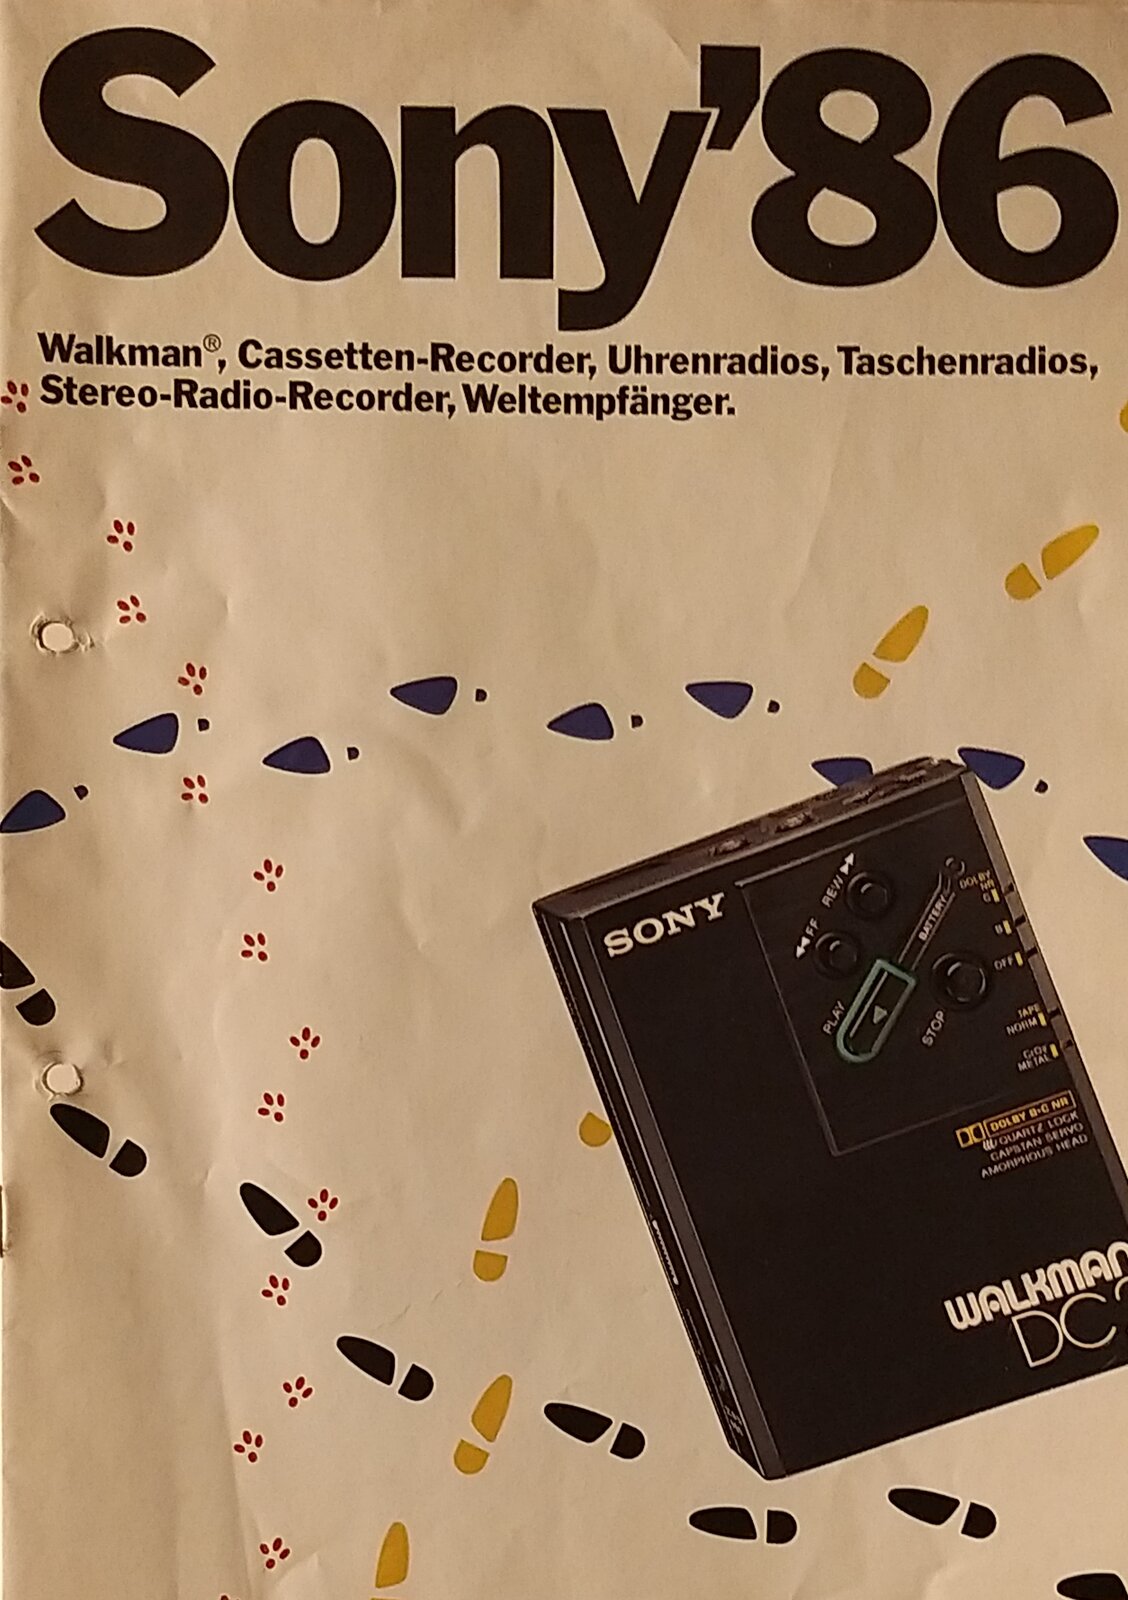 Sony'86
Walkman®, Cassetten-Recorder, Uhrenradios, Taschenradios,
Stereo-Radio-Recorder, Weltempfänger.
SONY
REW
FF
PLAY
STOP
BATTERY
DOLBY
NR
C
B
OFF
TAPE
NORM
CrO₂
METAL
DOLBY B-C NR
QUARTZ LOCK
CAPSTAN SERVO
AMORPHOUS HEAD
WALKMAN
DC